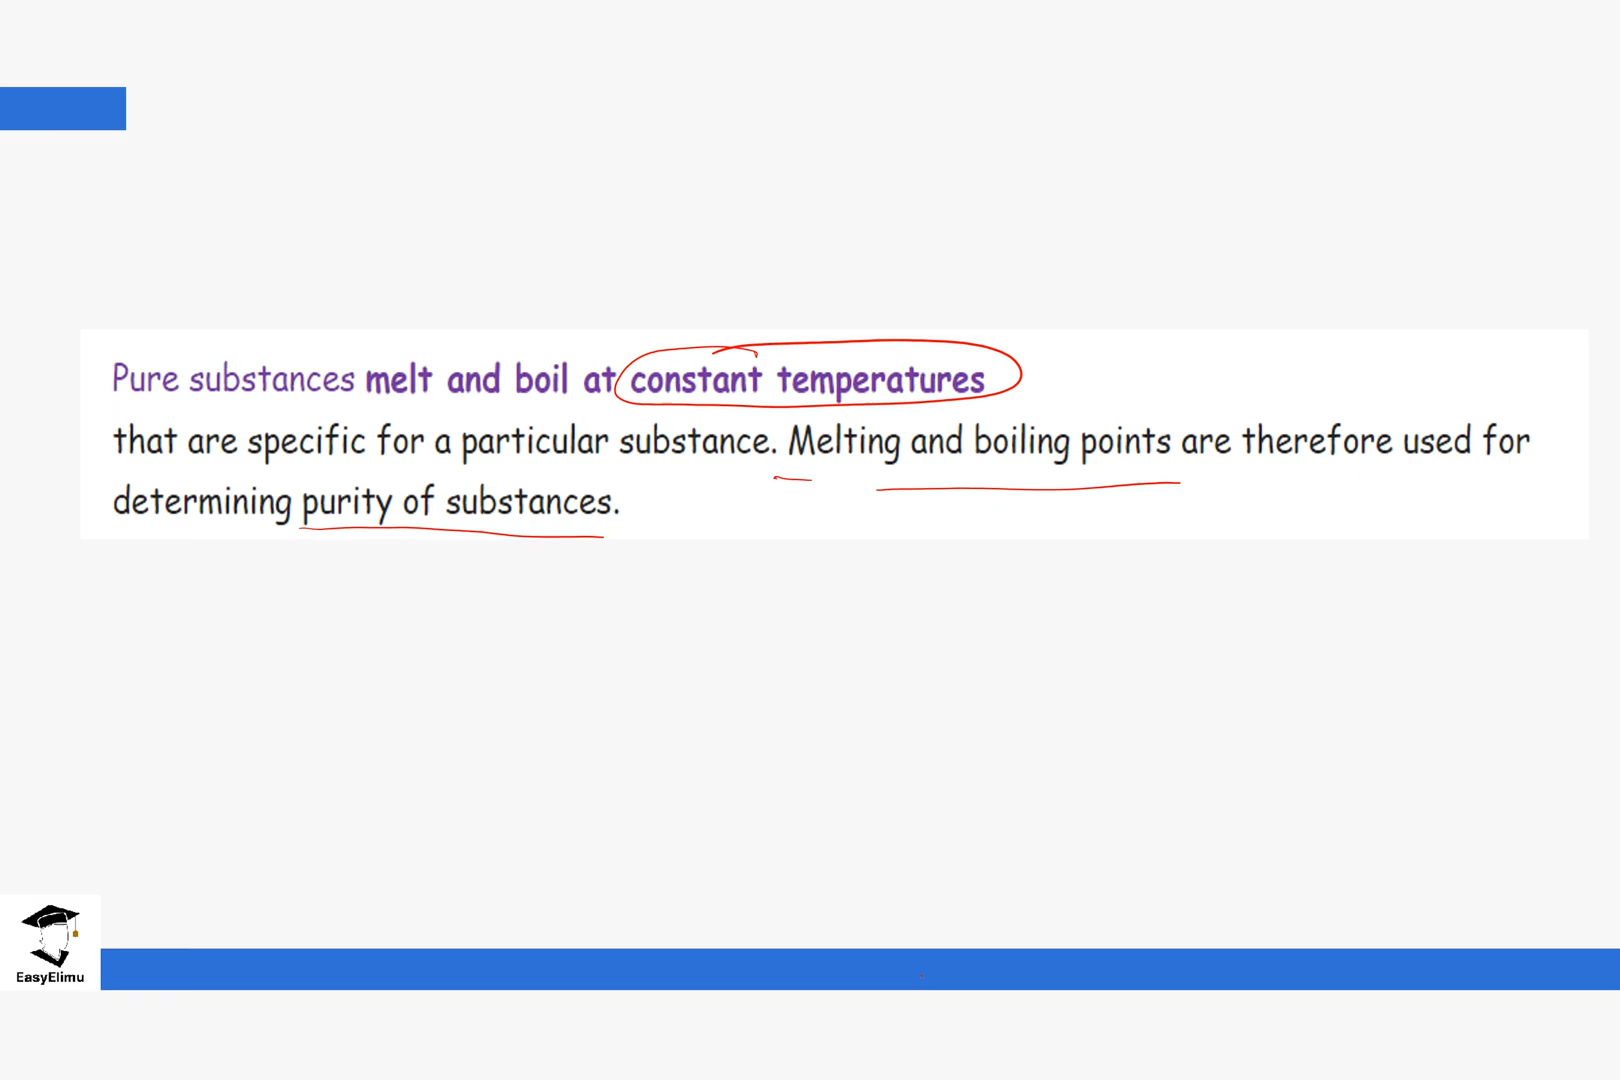 Pure substances melt and boil at constant temperatures
that are specific for a particular substance. Melting and boiling points are therefore used for
determining purity of substances.
EasyElimu